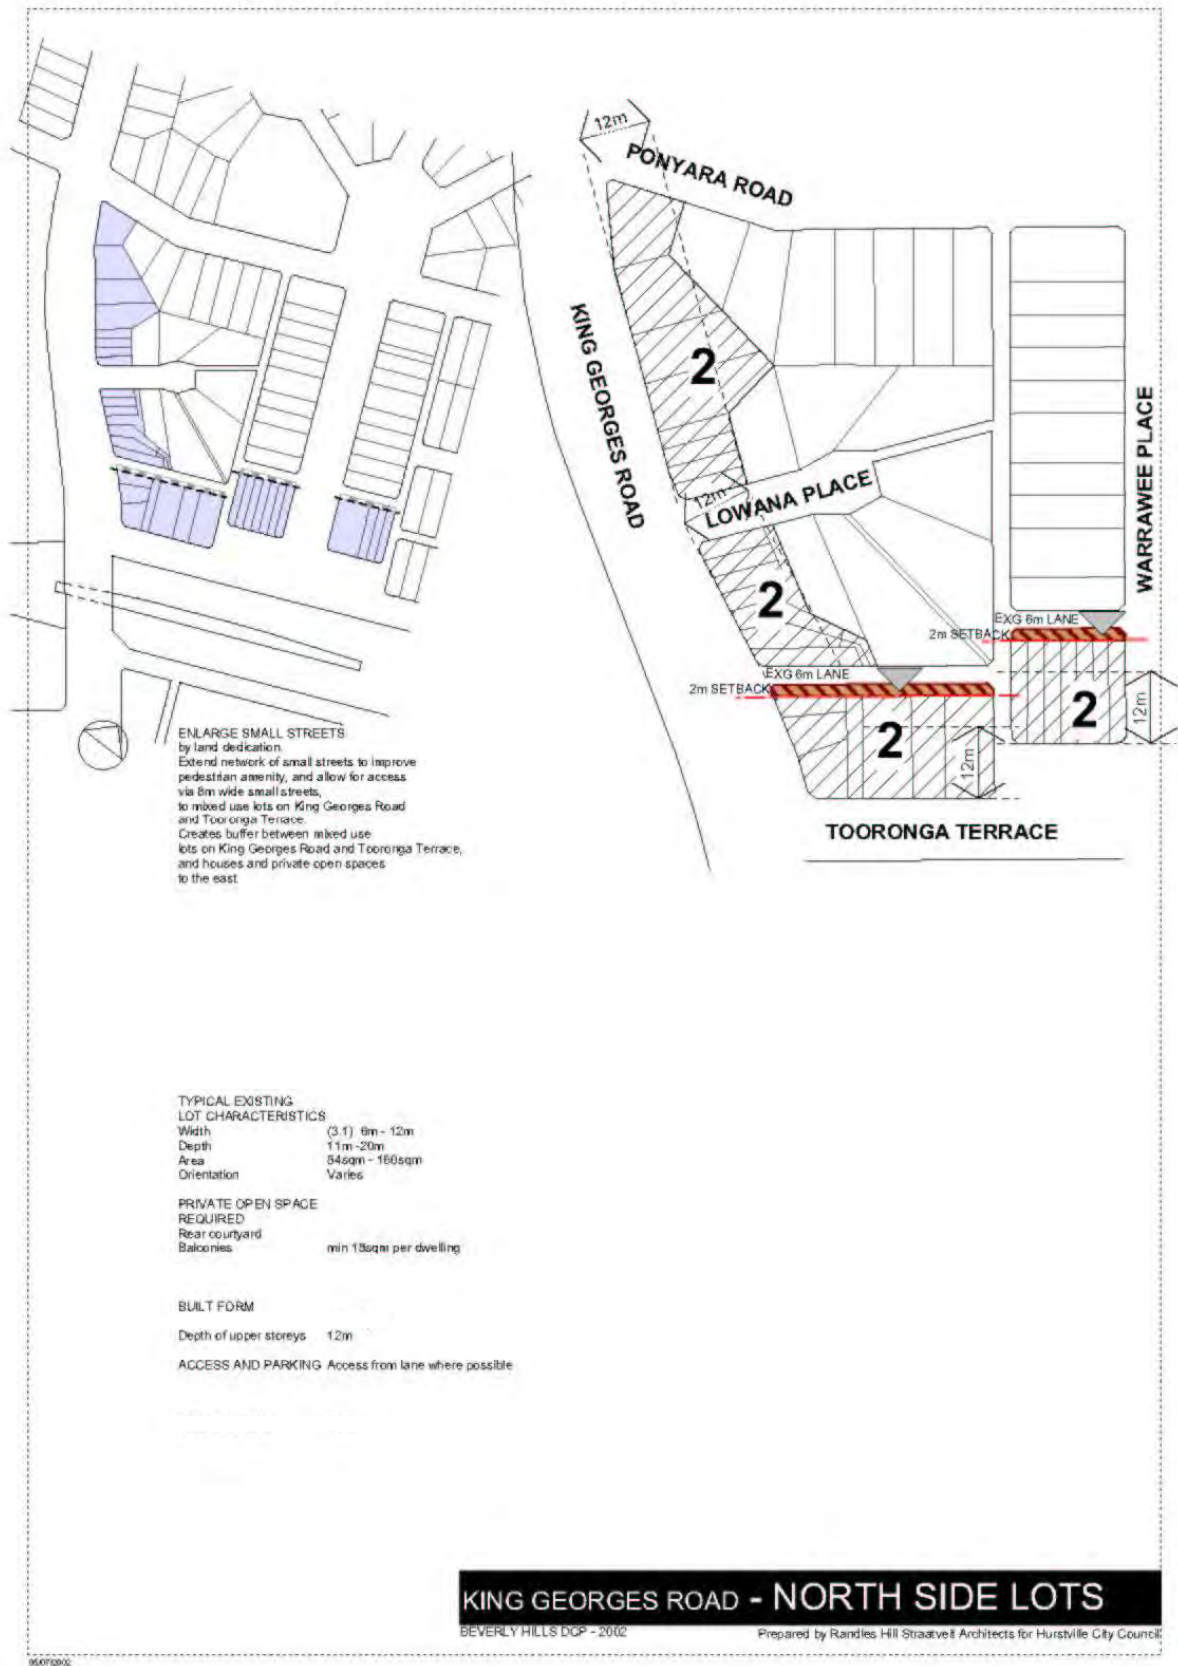 12m
PONYARA ROAD
KING GEORGES ROAD
2
WARRAWEE PLACE
12m
LOWANA PLACE
2
EXG 6m LANE
2m SETBACK
EXG 6m LANE
2m SETBACK
2
2
12m
12m
TOORONGA TERRACE
ENLARGE SMALL STREETS
by land dedication
Extend network of small streets to improve
pedestrian amenity, and allow for access
via 8m wide small streets,
to mixed use lots on King Georges Road
and Tooronga Terrace.
Creates buffer between mixed use
lots on King Georges Road and Tooronga Terrace,
and houses and private open spaces
to the east
TYPICAL EXISTING
LOT CHARACTERISTICS
Width (3.1) 6m - 12m
Depth 11m -20m
Area
Orientation Varies
PRIVATE OPEN SPACE
REQUIRED
Rear courtyard
Balconies min per dwelling
BUILT FORM
Depth of upper storeys 12m
ACCESS AND PARKING Access from lane where possible
KING GEORGES ROAD - NORTH SIDE LOTS
BEVERLY HILLS DCP - 2002 Prepared by Randles Hill Straatveit Architects for Hurstville City Council